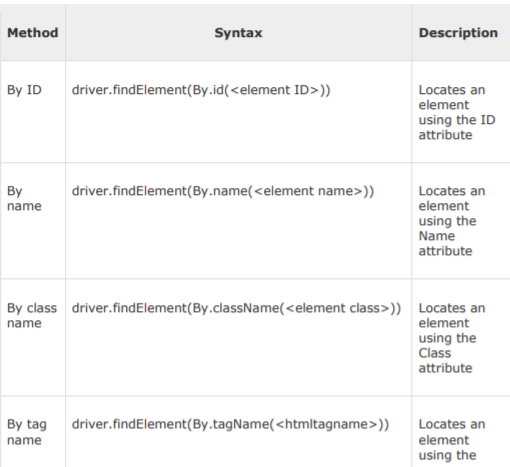 Method Syntax Description
By ID driver.findElement(By.id(<element ID>)) Locates an
element
using the ID
attribute
By driver.findElement(By.name(<element name>)) Locates an
name element
using the
Name
attribute
By class driver.findElement(By.className(<element class>)) Locates an
name element
using the
Class
attribute
By tag driver.findElement(By.tagName(<htmltagname>)) Locates an
name element
using the